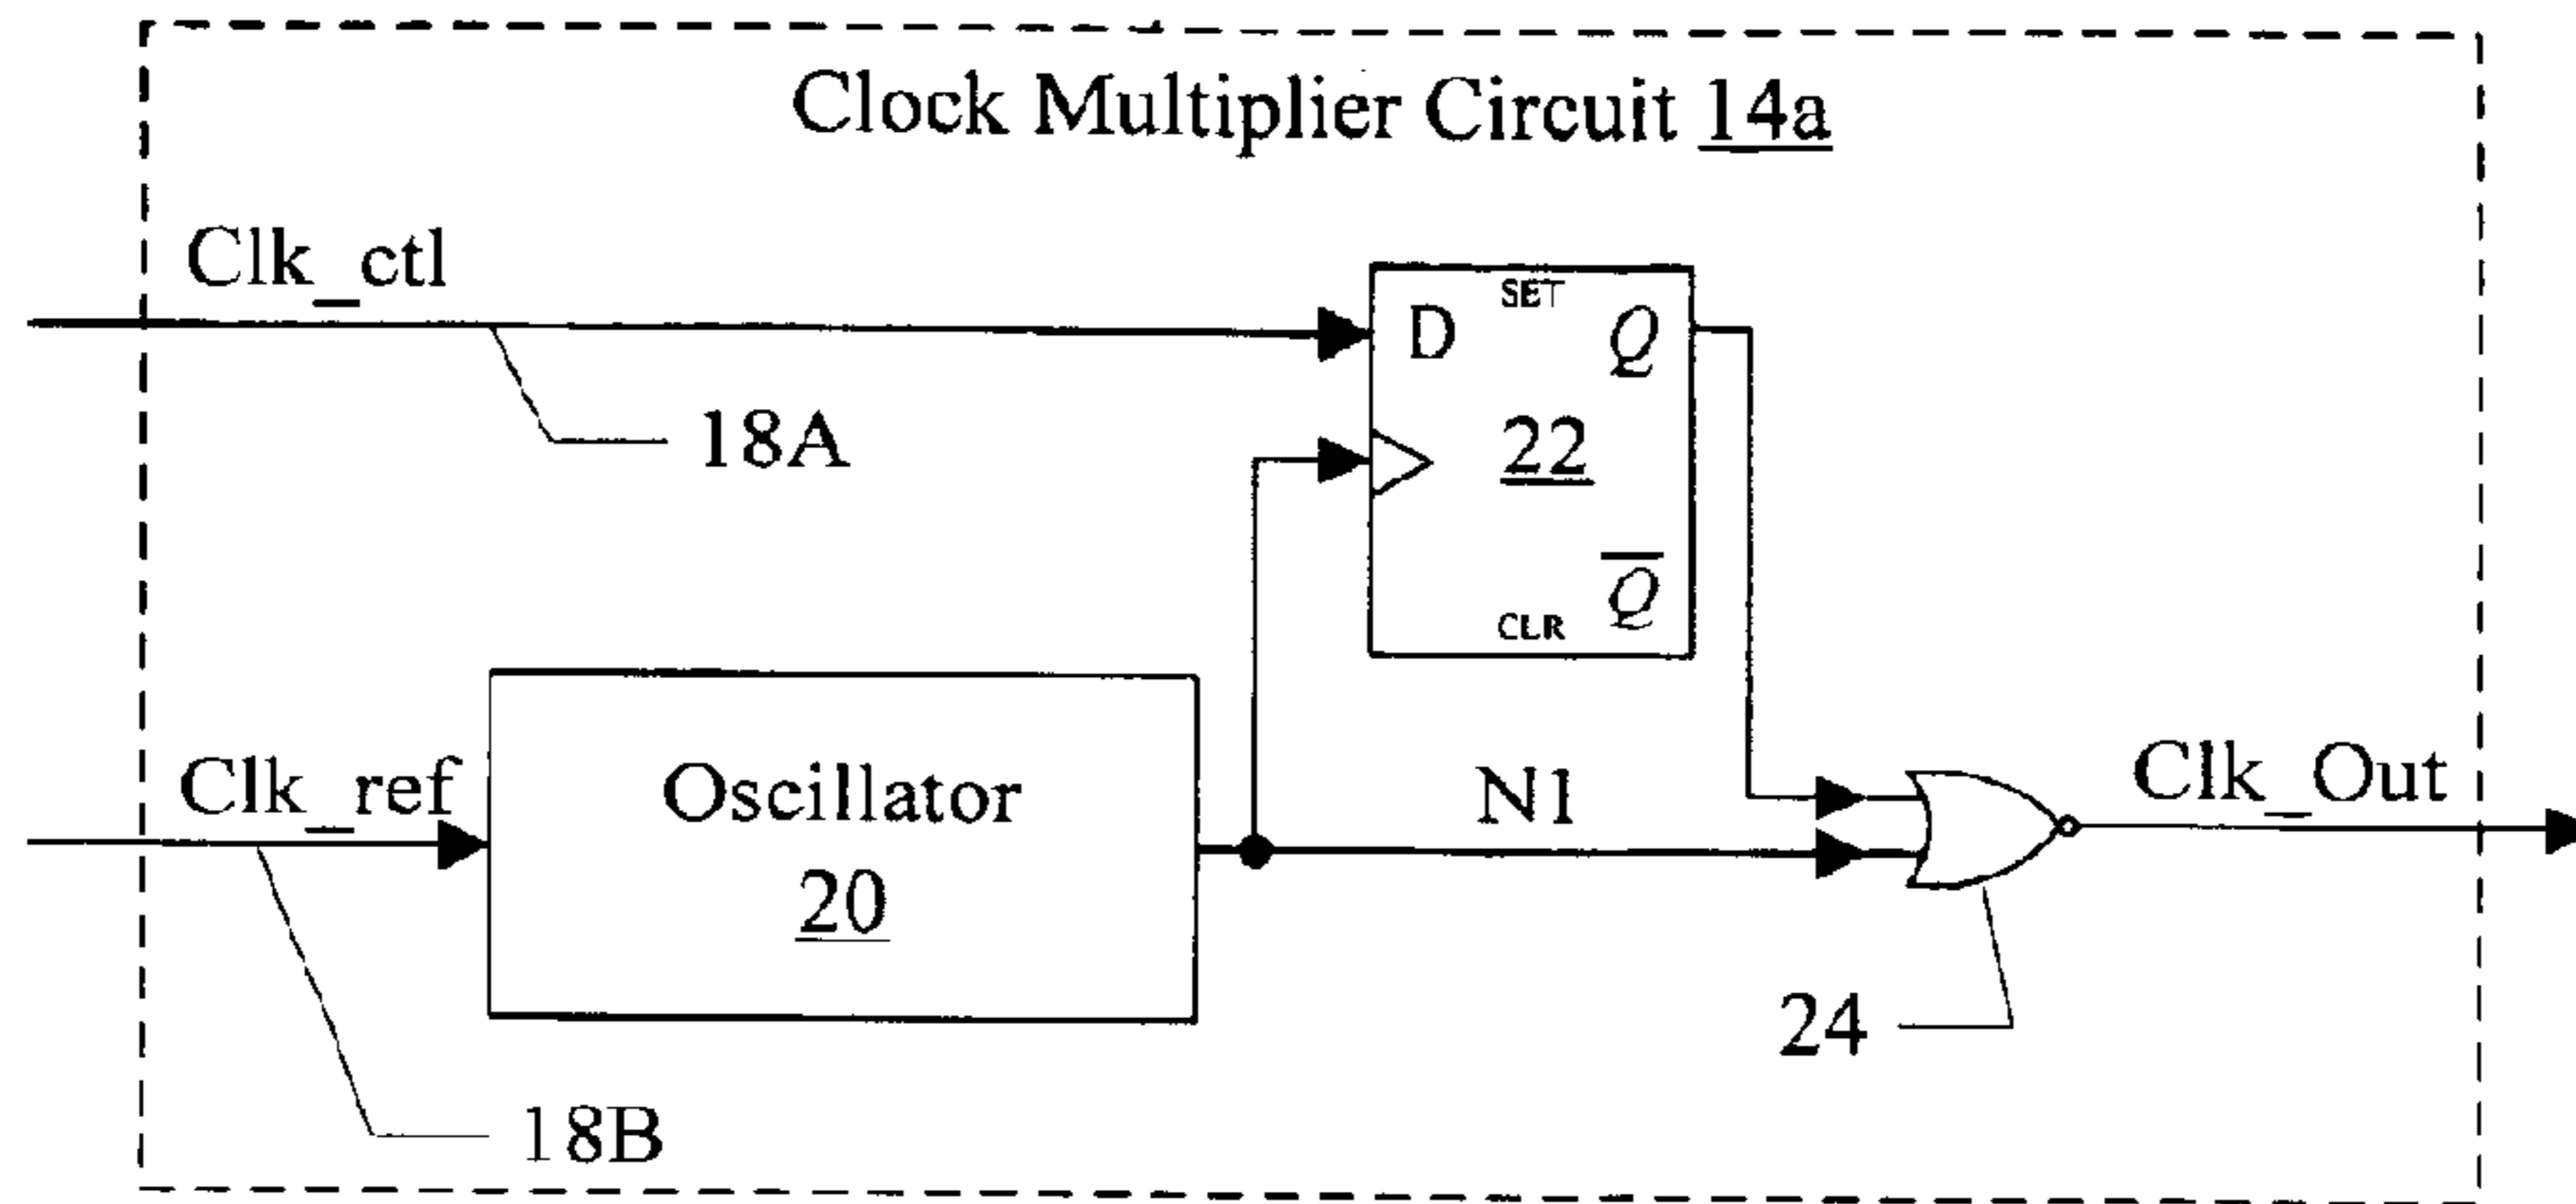 Clock Multiplier Circuit 14a
Clk_ctl
18A
SET
D
Q
22
Q
CLR
Clk_ref
Oscillator
20
N1
Clk_Out
24
18B